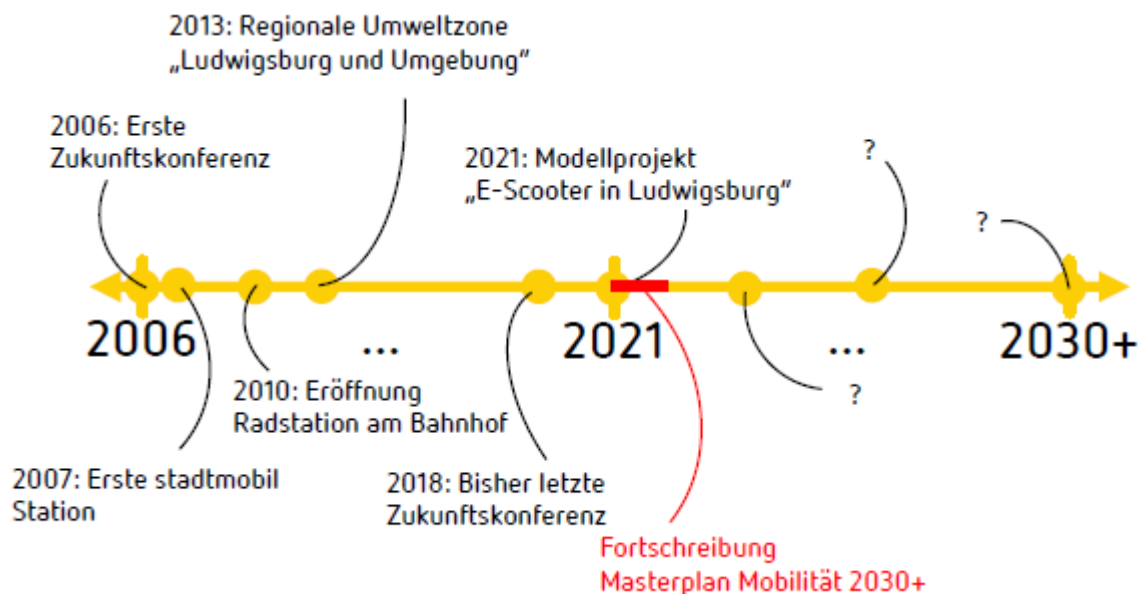 2013: Regionale Umweltzone
„Ludwigsburg und Umgebung“
2006: Erste
Zukunftskonferenz
2021: Modellprojekt
„E-Scooter in Ludwigsburg“
?
?
2006
...
2021
...
2030+
?
2010: Eröffnung
Radstation am Bahnhof
2007: Erste stadtmobil
Station
2018: Bisher letzte
Zukunftskonferenz
Fortschreibung
Masterplan Mobilität 2030+